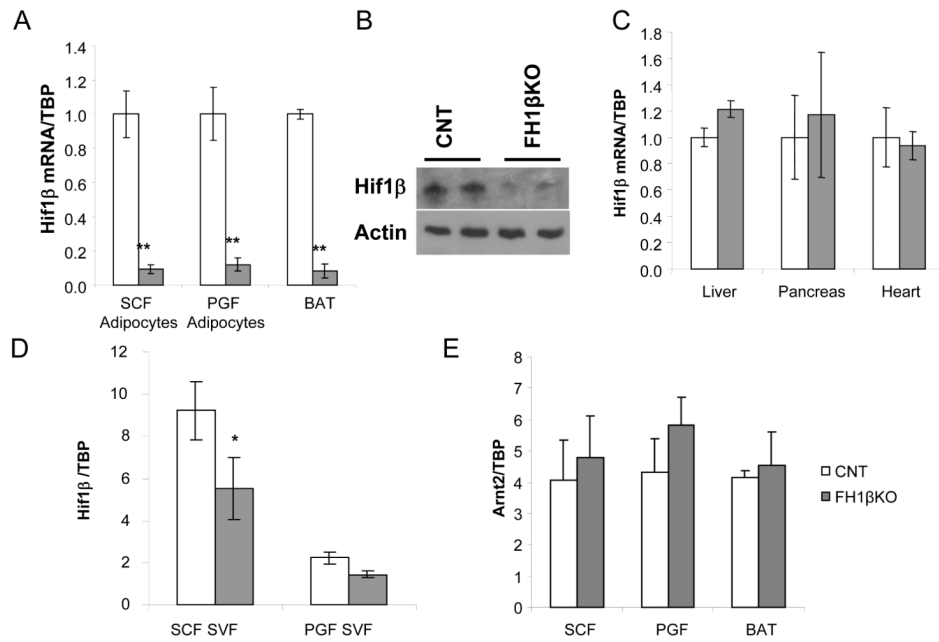 A
Hif1β mRNA/TBP
1.4
1.2
1.0
0.8
0.6
0.4
0.2
0.0
**
**
**
SCF
Adipocytes
PGF
Adipocytes
BAT
B
CNT
FH1βKO
Hif1β
Actin
C
Hif1β mRNA/TBP
1.8
1.6
1.4
1.2
1.0
0.8
0.6
0.4
0.2
0.0
Liver
Pancreas
Heart
D
Hif1β /TBP
12
10
8
6
4
2
0
*
SCF SVF
PGF SVF
E
Arnt2/TBP
8
7
6
5
4
3
2
1
0
SCF
PGF
BAT
CNT
FH1βKO